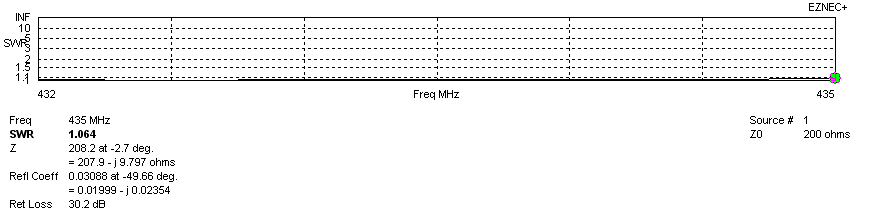 EZNEC+
INF
10
5
SWR
3
2
1.5
1.1
1
432 Freq MHz 435
Freq 435 MHz Source # 1
SWR 1.064 Z0 200 ohms
Z 208.2 at -2.7 deg.
= 207.9 - j 9.797 ohms
Refl Coeff 0.03088 at -49.66 deg.
= 0.01999 - j 0.02354
Ret Loss 30.2 dB